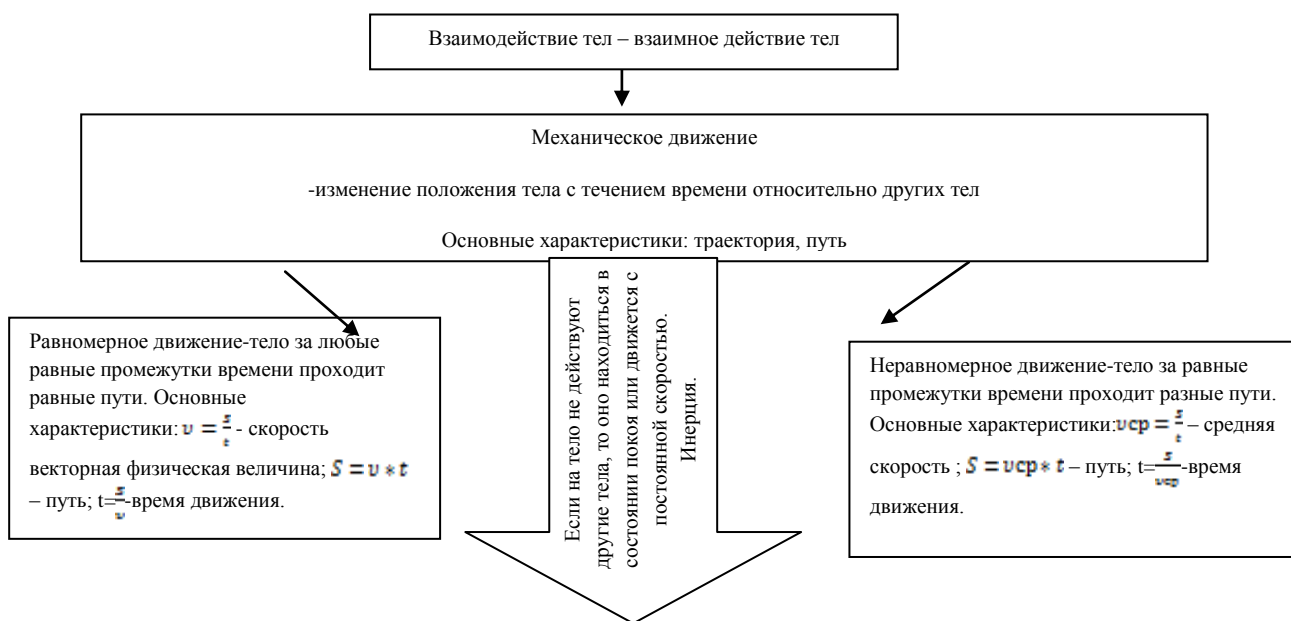 Взаимодействие тел – взаимное действие тел
Механическое движение
-изменение положения тела с течением времени относительно других тел
Основные характеристики: траектория, путь
Равномерное движение-тело за любые
равные промежутки времени проходит
равные пути. Основные
характеристики: v = s/t - скорость
векторная физическая величина; S = v * t
– путь; t=s/v-время движения.
Если на тело не действуют
другие тела, то оно находиться в
состоянии покоя или движется с
постоянной скоростью.
Инерция.
Неравномерное движение-тело за равные
промежутки времени проходит разные пути.
Основные характеристики:vср = s/t – средняя
скорость ; S = vср * t – путь; t=s/vср-время
движения.